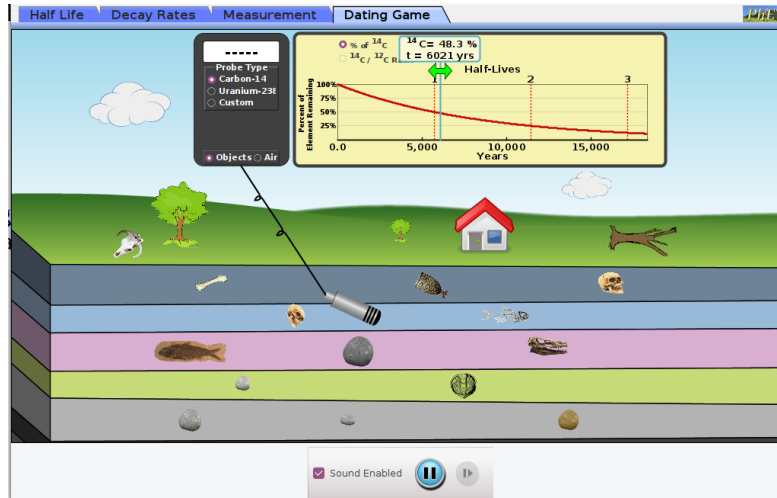 Half Life
Decay Rates
Measurement
Dating Game
PhET
-----
Probe Type
Carbon-14
Uranium-238
Custom
Objects
Air
% of ¹⁴C
¹⁴C / ¹²C
¹⁴C= 48.3 %
t = 6021 yrs
Half-Lives
1
2
3
Percent of
Element Remaining
100%
75%
50%
25%
0.0
5,000
10,000
15,000
Years
Sound Enabled